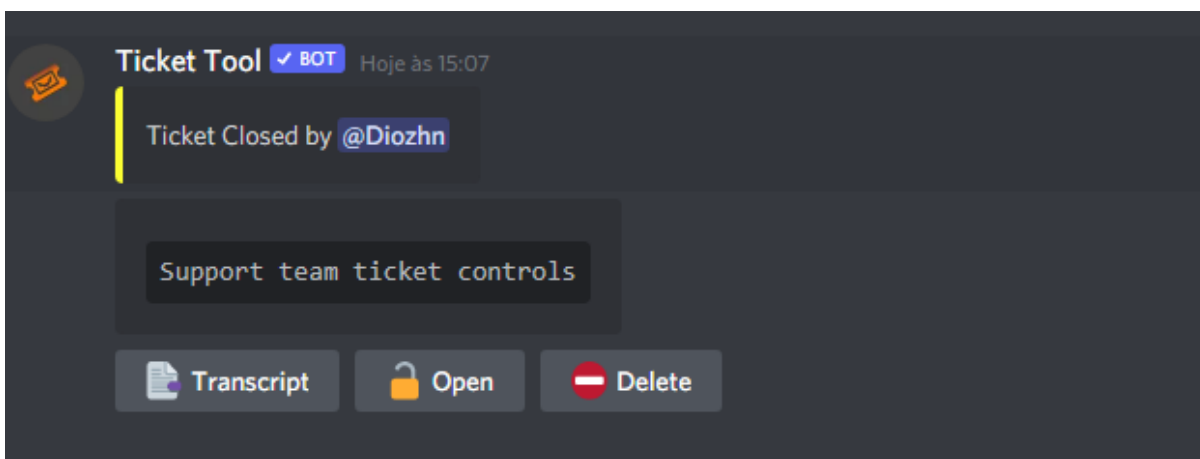 Ticket Tool ✓ BOT Hoje às 15:07
Ticket Closed by @Diozhn
Support team ticket controls
Transcript Open Delete